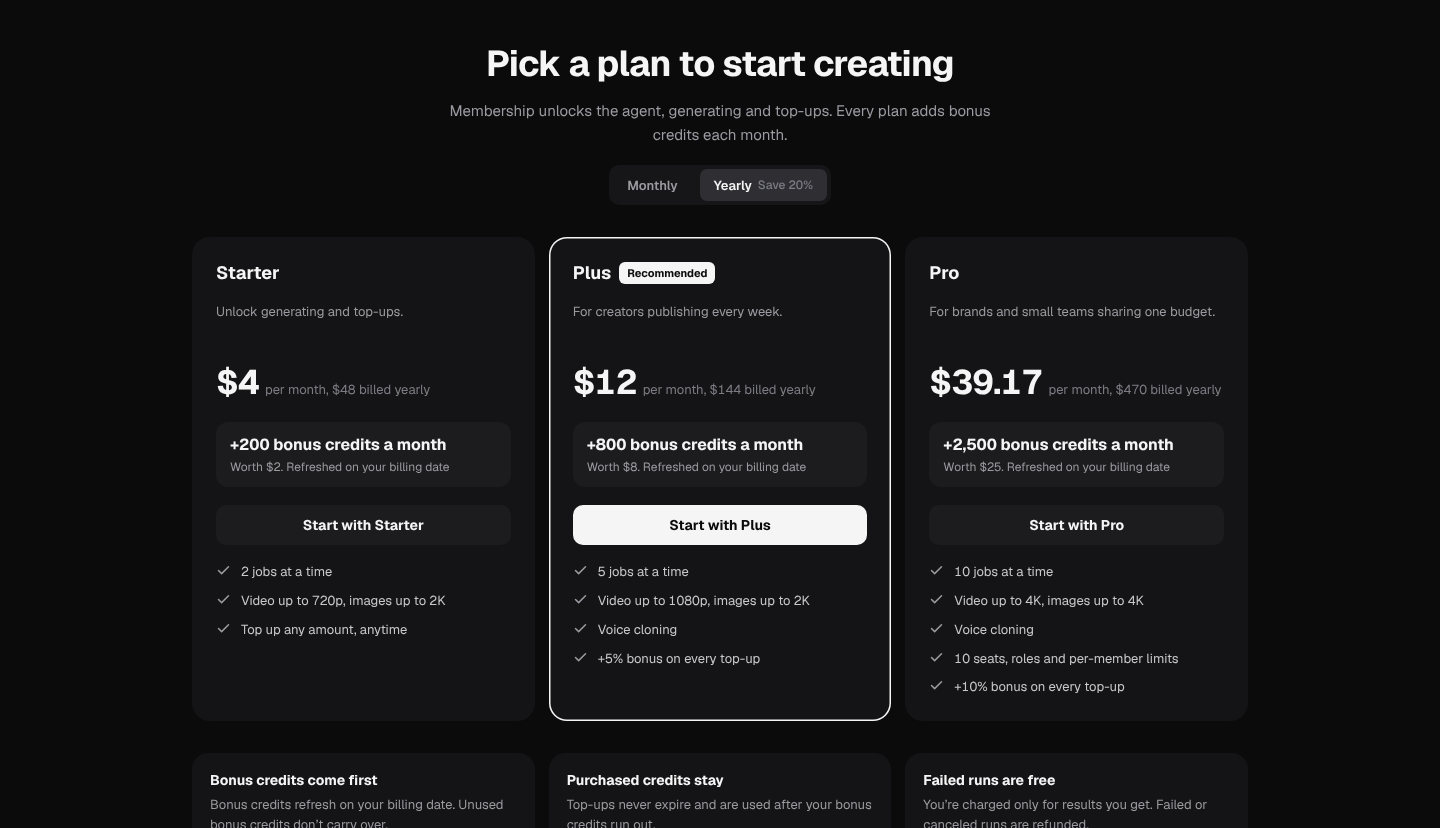 Pick a plan to start creating
Membership unlocks the agent, generating and top-ups. Every plan adds bonus
credits each month.
Monthly
Yearly Save 20%
Starter
Unlock generating and top-ups.
$4 per month, $48 billed yearly
+200 bonus credits a month
Worth $2. Refreshed on your billing date
Start with Starter
2 jobs at a time
Video up to 720p, images up to 2K
Top up any amount, anytime
Plus Recommended
For creators publishing every week.
$12 per month, $144 billed yearly
+800 bonus credits a month
Worth $8. Refreshed on your billing date
Start with Plus
5 jobs at a time
Video up to 1080p, images up to 2K
Voice cloning
+5% bonus on every top-up
Pro
For brands and small teams sharing one budget.
$39.17 per month, $470 billed yearly
+2,500 bonus credits a month
Worth $25. Refreshed on your billing date
Start with Pro
10 jobs at a time
Video up to 4K, images up to 4K
Voice cloning
10 seats, roles and per-member limits
+10% bonus on every top-up
Bonus credits come first
Bonus credits refresh on your billing date. Unused
bonus credits don't carry over.
Purchased credits stay
Top-ups never expire and are used after your bonus
credits run out.
Failed runs are free
You're charged only for results you get. Failed or
canceled runs are refunded.